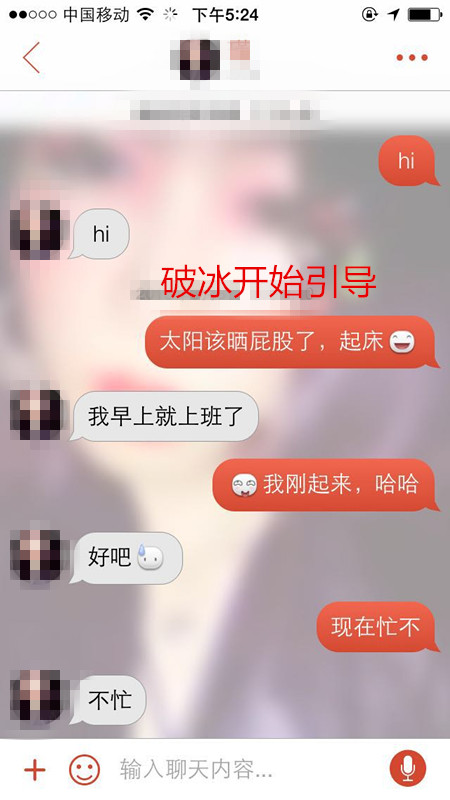 中国移动 下午5:24
hi
hi
破冰开始引导
太阳该晒屁股了，起床
我早上就上班了
我刚起来，哈哈
好吧
现在忙不
不忙
输入聊天内容...